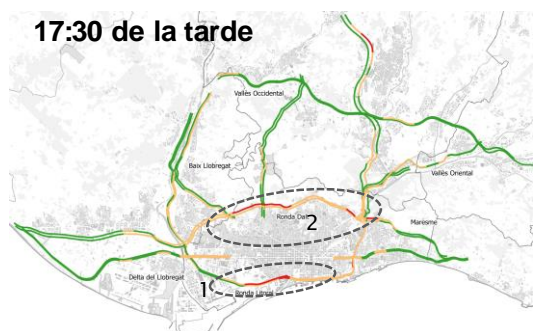 17:30 de la tarde
Vallès Occidental
Baix Llobregat
Vallès Oriental
Ronda Dalt
2
Maresme
Delta del Llobregat
1
Ronda Litoral